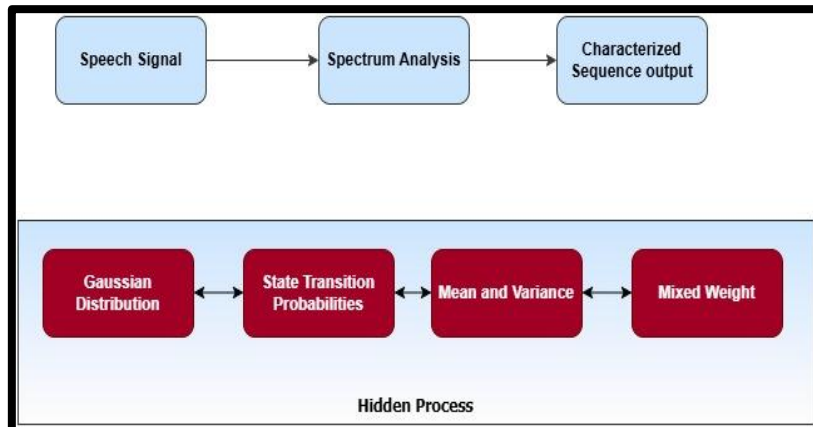 Speech Signal
Spectrum Analysis
Characterized
Sequence output
Gaussian
Distribution
State Transition
Probabilities
Mean and Variance
Mixed Weight
Hidden Process